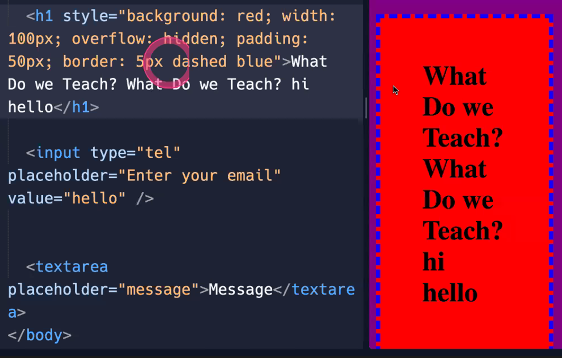 <h1 style="background: red; width:
100px; overflow: hidden; padding:
50px; border: 5px dashed blue">What
Do we Teach? What Do we Teach? hi
hello</h1>
<input type="tel"
placeholder="Enter your email"
value="hello" />
<textarea
placeholder="message">Message</textare
a>
</body>
What
Do we
Teach?
What
Do we
Teach?
hi
hello